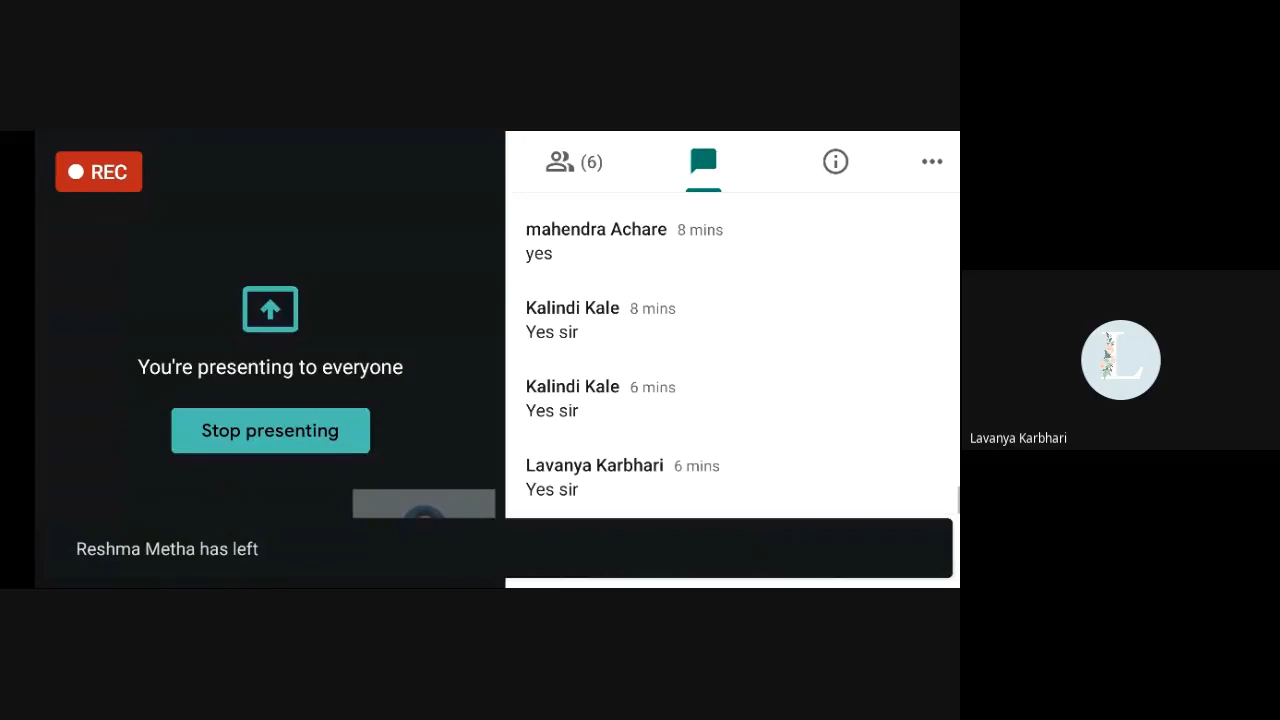 REC
You're presenting to everyone
Stop presenting
Reshma Metha has left
(6)
mahendra Achare 8 mins
yes
Kalindi Kale 8 mins
Yes sir
Kalindi Kale 6 mins
Yes sir
Lavanya Karbhari 6 mins
Yes sir
L
Lavanya Karbhari